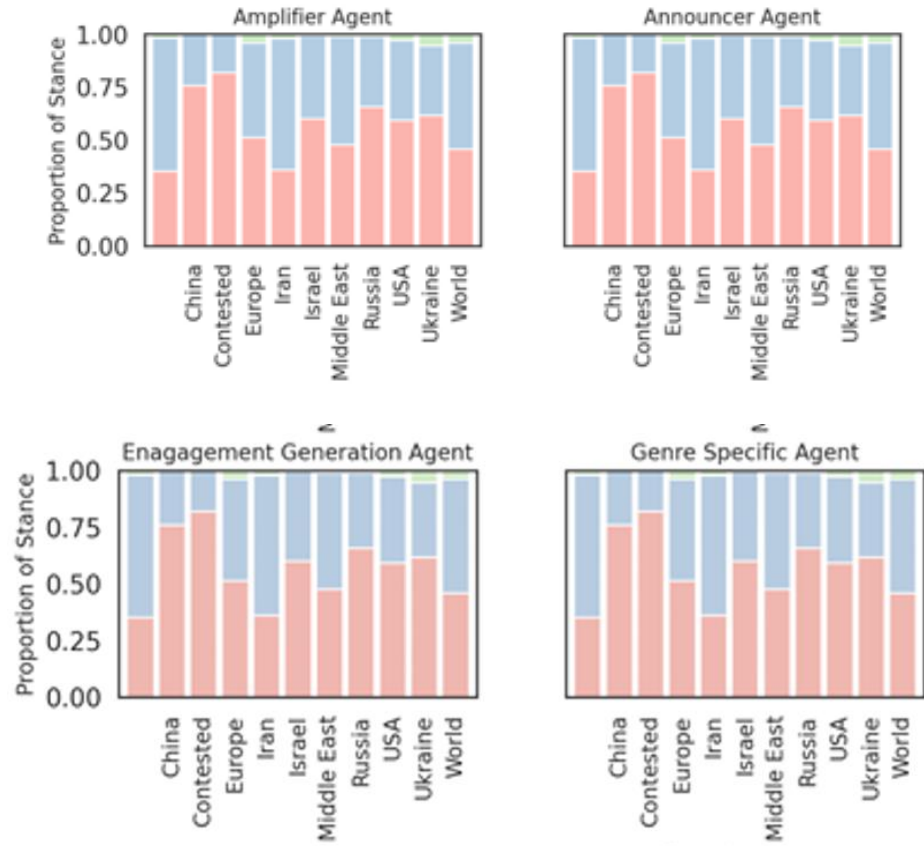 Amplifier Agent
Announcer Agent
Proportion of Stance
1.00
0.75
0.50
0.25
0.00
China
Contested
Europe
Iran
Israel
Middle East
Russia
USA
Ukraine
World
China
Contested
Europe
Iran
Israel
Middle East
Russia
USA
Ukraine
World
Enagagement Generation Agent
Genre Specific Agent
Proportion of Stance
1.00
0.75
0.50
0.25
0.00
China
Contested
Europe
Iran
Israel
Middle East
Russia
USA
Ukraine
World
China
Contested
Europe
Iran
Israel
Middle East
Russia
USA
Ukraine
World